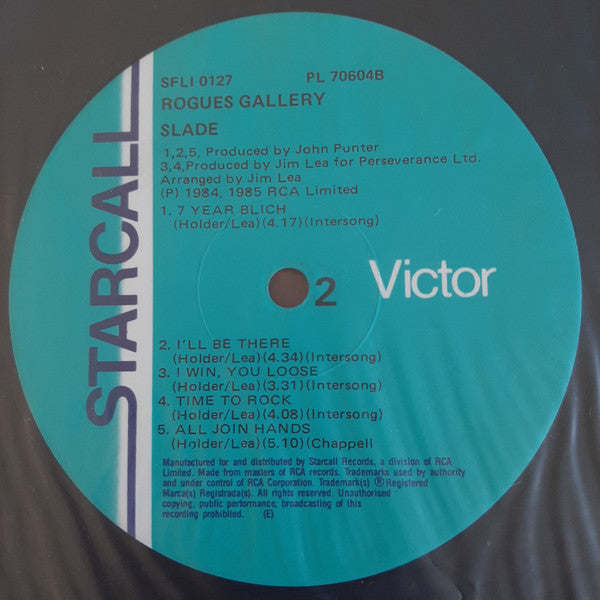 STARCALL
SFLI 0127 PL 70604B
ROGUES GALLERY
SLADE
1,2,5, Produced by John Punter
3,4,Produced by Jim Lea for Perseverance Ltd.
Arranged by Jim Lea
(P) 1984, 1985 RCA Limited
1. 7 YEAR BLICH
(Holder/Lea)(4.17)(Intersong)
2 Victor
2. I'LL BE THERE
(Holder/Lea)(4.34)(Intersong)
3. I WIN, YOU LOOSE
(Holder/Lea)(3.31)(Intersong)
4. TIME TO ROCK
(Holder/Lea)(4.08)(Intersong)
5. ALL JOIN HANDS
(Holder/Lea)(5.10)(Chappell
Manufactured for and distributed by Starcall Records, a division of RCA
Limited. Made from masters of RCA records. Trademarks used by authority
and under control of RCA Corporation. Trademark(s) ® Registered
Marca(s) Registrada(s). All rights reserved. Unauthorised
copying, public performance, broadcasting of this
recording prohibited. (E)